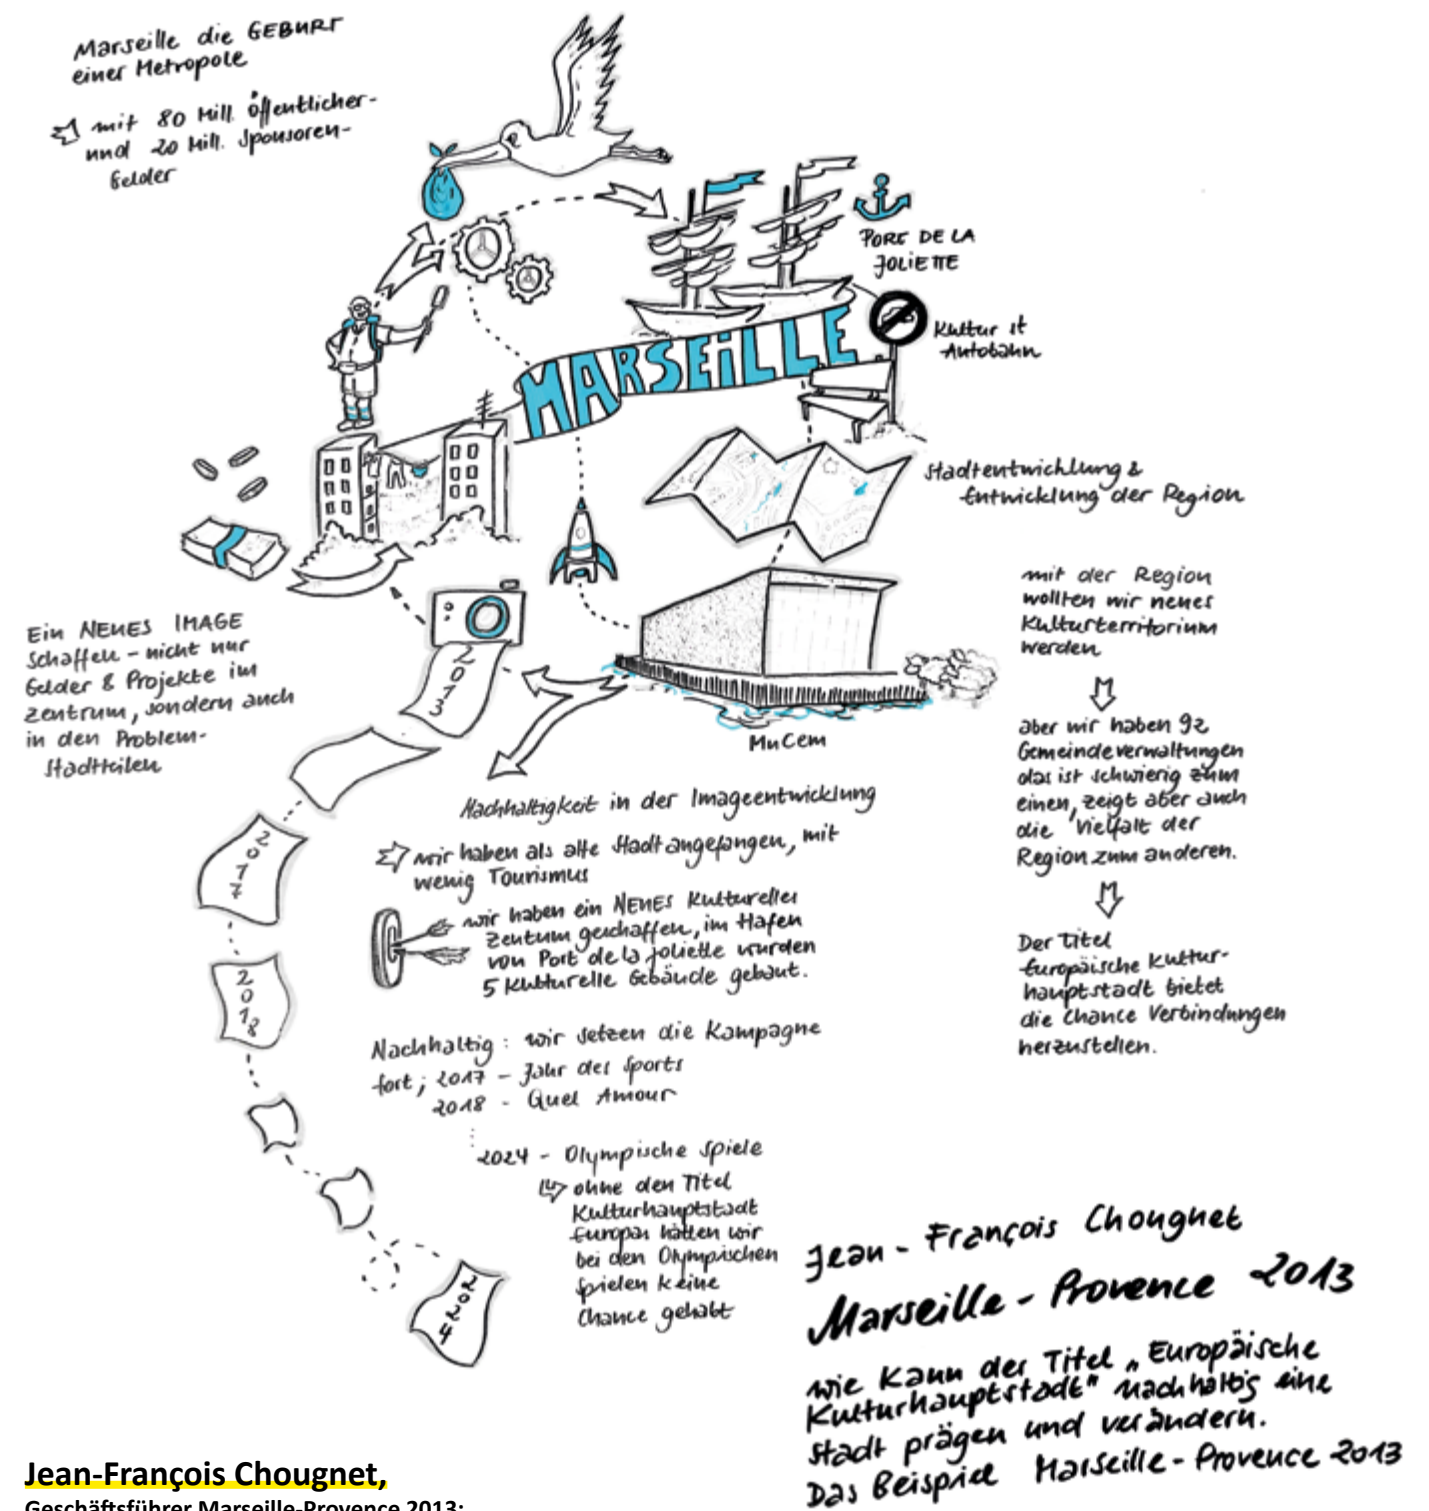 Marseille die GEBURT
einer Metropole
mit 80 Mill. öffentlicher-
und 20 Mill. Sponsoren-
Gelder
PORT DE LA
JOLIETTE
MARSEILLE
Kultur st
Autobahn
Stadtentwicklung &
Entwicklung der Region
Ein NEUES IMAGE
schaffen - nicht nur
Gelder & Projekte im
Zentrum, sondern auch
in den Problem-
Stadtteilen
2013
MuCem
mit der Region
wollten wir neues
Kulturterritorium
werden
aber wir haben 92
Gemeindeverwaltungen
das ist schwierig zum
einen, zeigt aber auch
die Vielfalt der
Region zum anderen.
Der Titel
Europäische Kultur-
hauptstadt bietet
die Chance Verbindungen
herzustellen.
Nachhaltigkeit in der Imageentwicklung
wir haben als alte Stadt angefangen, mit
wenig Tourismus
wir haben ein NEUES Kulturelles
Zentum geschaffen, im Hafen
von Port de la joliette wurden
5 Kulturelle Gebäude gebaut.
2017
2018
Nachhaltig: wir setzen die Kampagne
fort; 2017 - Jahr des Sports
2018 - Quel Amour
2024 - Olympische Spiele
ohne den Titel
Kulturhauptstadt
Europas hätten wir
bei den Olympischen
Spielen keine
Chance gehabt
2024
Jean-François Chougnet
Marseille-Provence 2013
wie kann der Titel „Europäische
Kulturhauptstadt" nachhaltig eine
Stadt prägen und verändern.
Das Beispiel Marseille-Provence 2013
Jean-François Chougnet,
Geschäftsführer Marseille-Provence 2013: